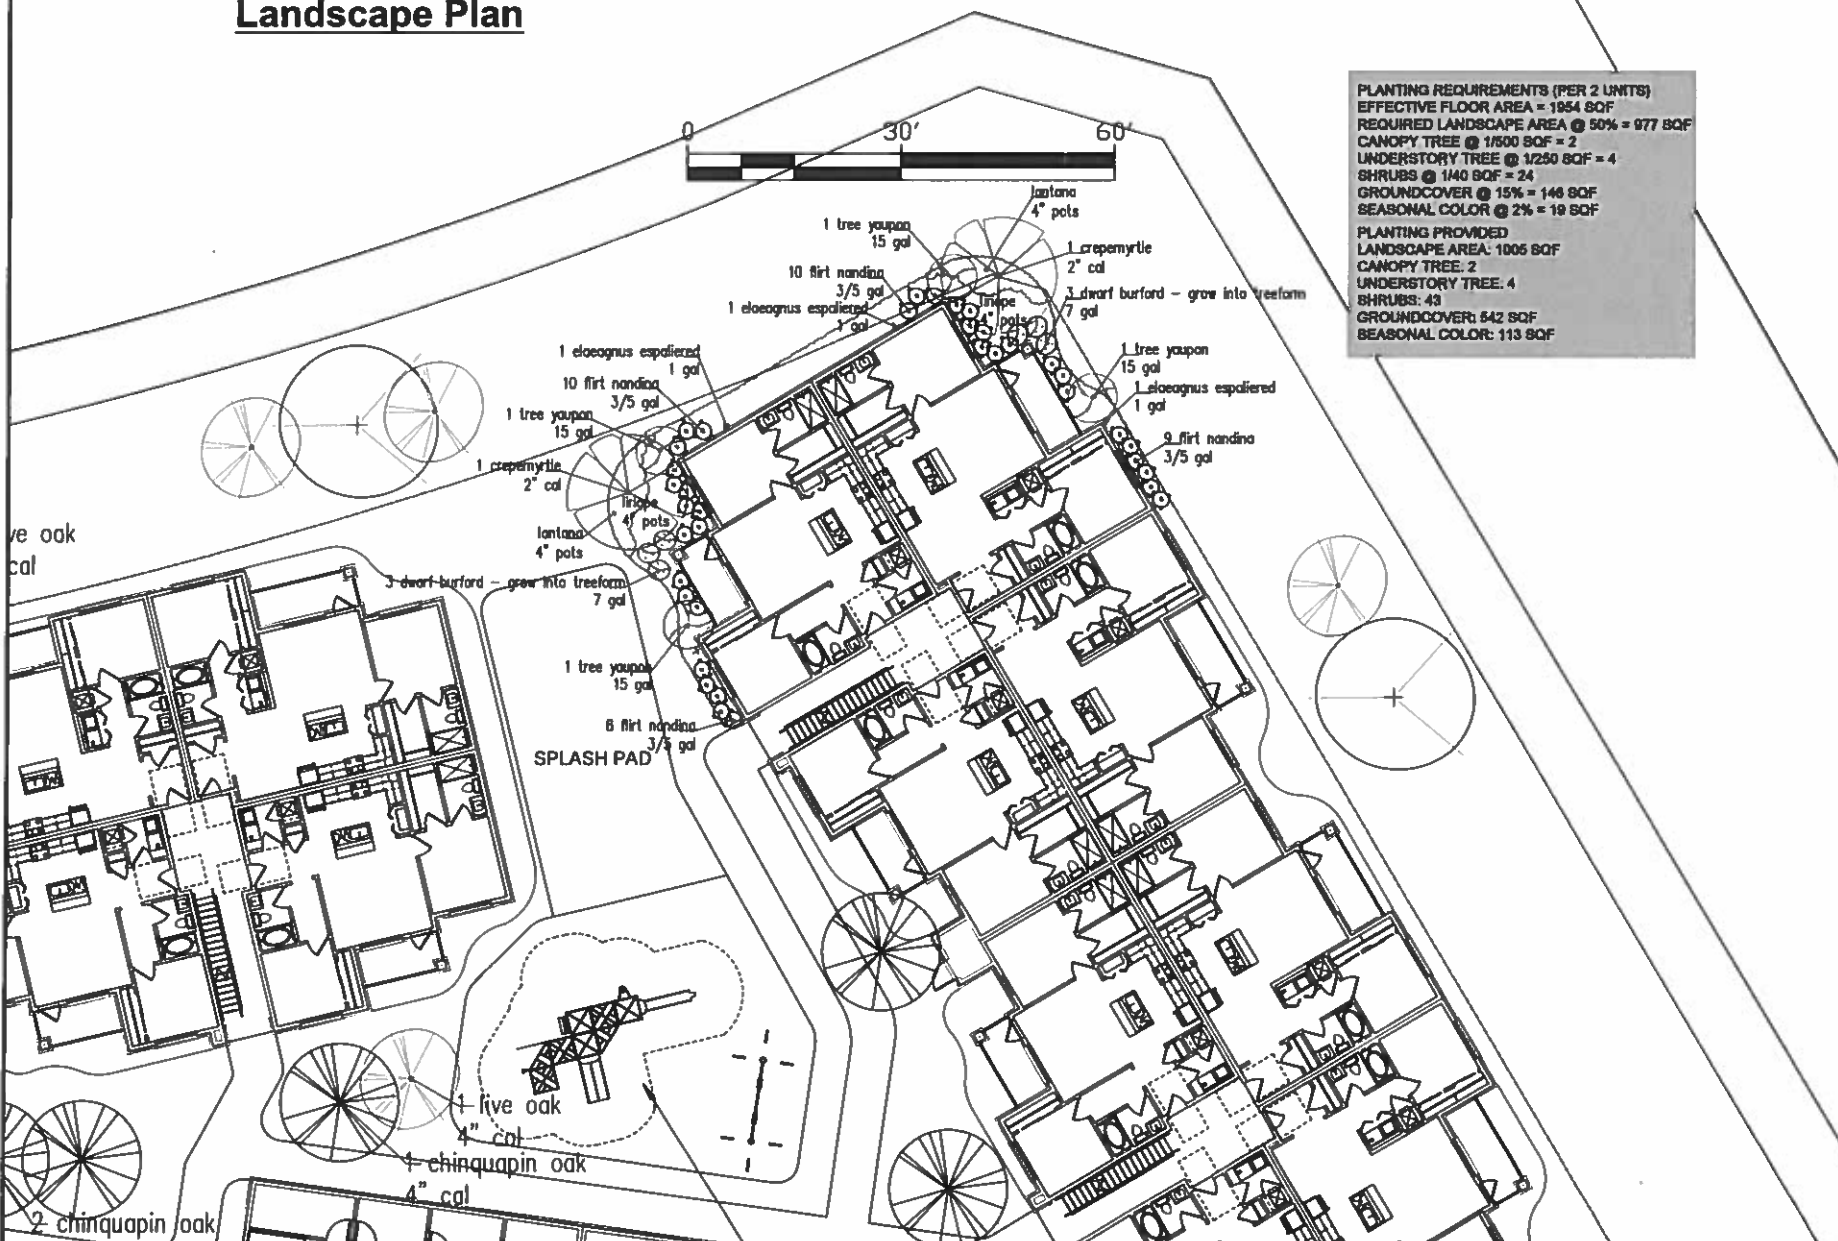 Landscape Plan
0 30' 60'
PLANTING REQUIREMENTS (PER 2 UNITS)
EFFECTIVE FLOOR AREA = 1954 SQF
REQUIRED LANDSCAPE AREA @ 50% = 977 SQF
CANOPY TREE @ 1/500 SQF = 2
UNDERSTORY TREE @ 1/250 SQF = 4
SHRUBS @ 1/40 SQF = 24
GROUNDCOVER @ 15% = 146 SQF
SEASONAL COLOR @ 2% = 19 SQF
PLANTING PROVIDED
LANDSCAPE AREA: 1005 SQF
CANOPY TREE: 2
UNDERSTORY TREE: 4
SHRUBS: 43
GROUNDCOVER: 542 SQF
SEASONAL COLOR: 113 SQF
lantana
4" pots
1 tree yaupon
15 gal
1 crepemyrtle
2" cal
10 flirt nandina
3/5 gal
3 dwarf burford - grow into treeform
7 gal
liriope
4" pots
1 elaeagnus espaliered
1 gal
1 elaeagnus espaliered
1 gal
1 tree yaupon
15 gal
10 flirt nandina
3/5 gal
1 elaeagnus espaliered
1 gal
1 tree yaupon
15 gal
9 flirt nandina
3/5 gal
1 crepemyrtle
2" cal
liriope
4" pots
lantana
4" pots
3 dwarf burford - grow into treeform
7 gal
1 tree yaupon
15 gal
6 flirt nandina
3/5 gal
SPLASH PAD
ve oak
cal
1 live oak
4" cal
1 chinquapin oak
4" cal
2 chinquapin oak